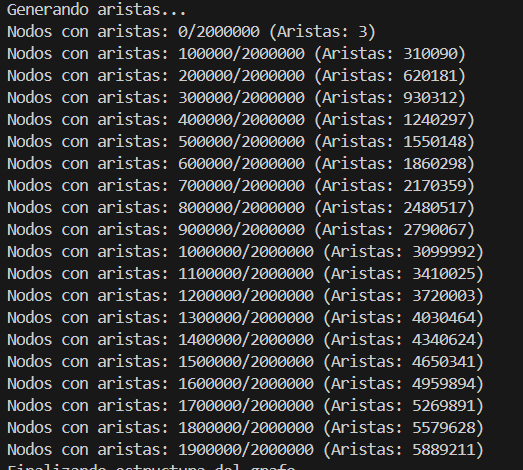 Generando aristas...
Nodos con aristas: 0/2000000 (Aristas: 3)
Nodos con aristas: 100000/2000000 (Aristas: 310090)
Nodos con aristas: 200000/2000000 (Aristas: 620181)
Nodos con aristas: 300000/2000000 (Aristas: 930312)
Nodos con aristas: 400000/2000000 (Aristas: 1240297)
Nodos con aristas: 500000/2000000 (Aristas: 1550148)
Nodos con aristas: 600000/2000000 (Aristas: 1860298)
Nodos con aristas: 700000/2000000 (Aristas: 2170359)
Nodos con aristas: 800000/2000000 (Aristas: 2480517)
Nodos con aristas: 900000/2000000 (Aristas: 2790067)
Nodos con aristas: 1000000/2000000 (Aristas: 3099992)
Nodos con aristas: 1100000/2000000 (Aristas: 3410025)
Nodos con aristas: 1200000/2000000 (Aristas: 3720003)
Nodos con aristas: 1300000/2000000 (Aristas: 4030464)
Nodos con aristas: 1400000/2000000 (Aristas: 4340624)
Nodos con aristas: 1500000/2000000 (Aristas: 4650341)
Nodos con aristas: 1600000/2000000 (Aristas: 4959894)
Nodos con aristas: 1700000/2000000 (Aristas: 5269891)
Nodos con aristas: 1800000/2000000 (Aristas: 5579628)
Nodos con aristas: 1900000/2000000 (Aristas: 5889211)
Finalizando estructura del grafo